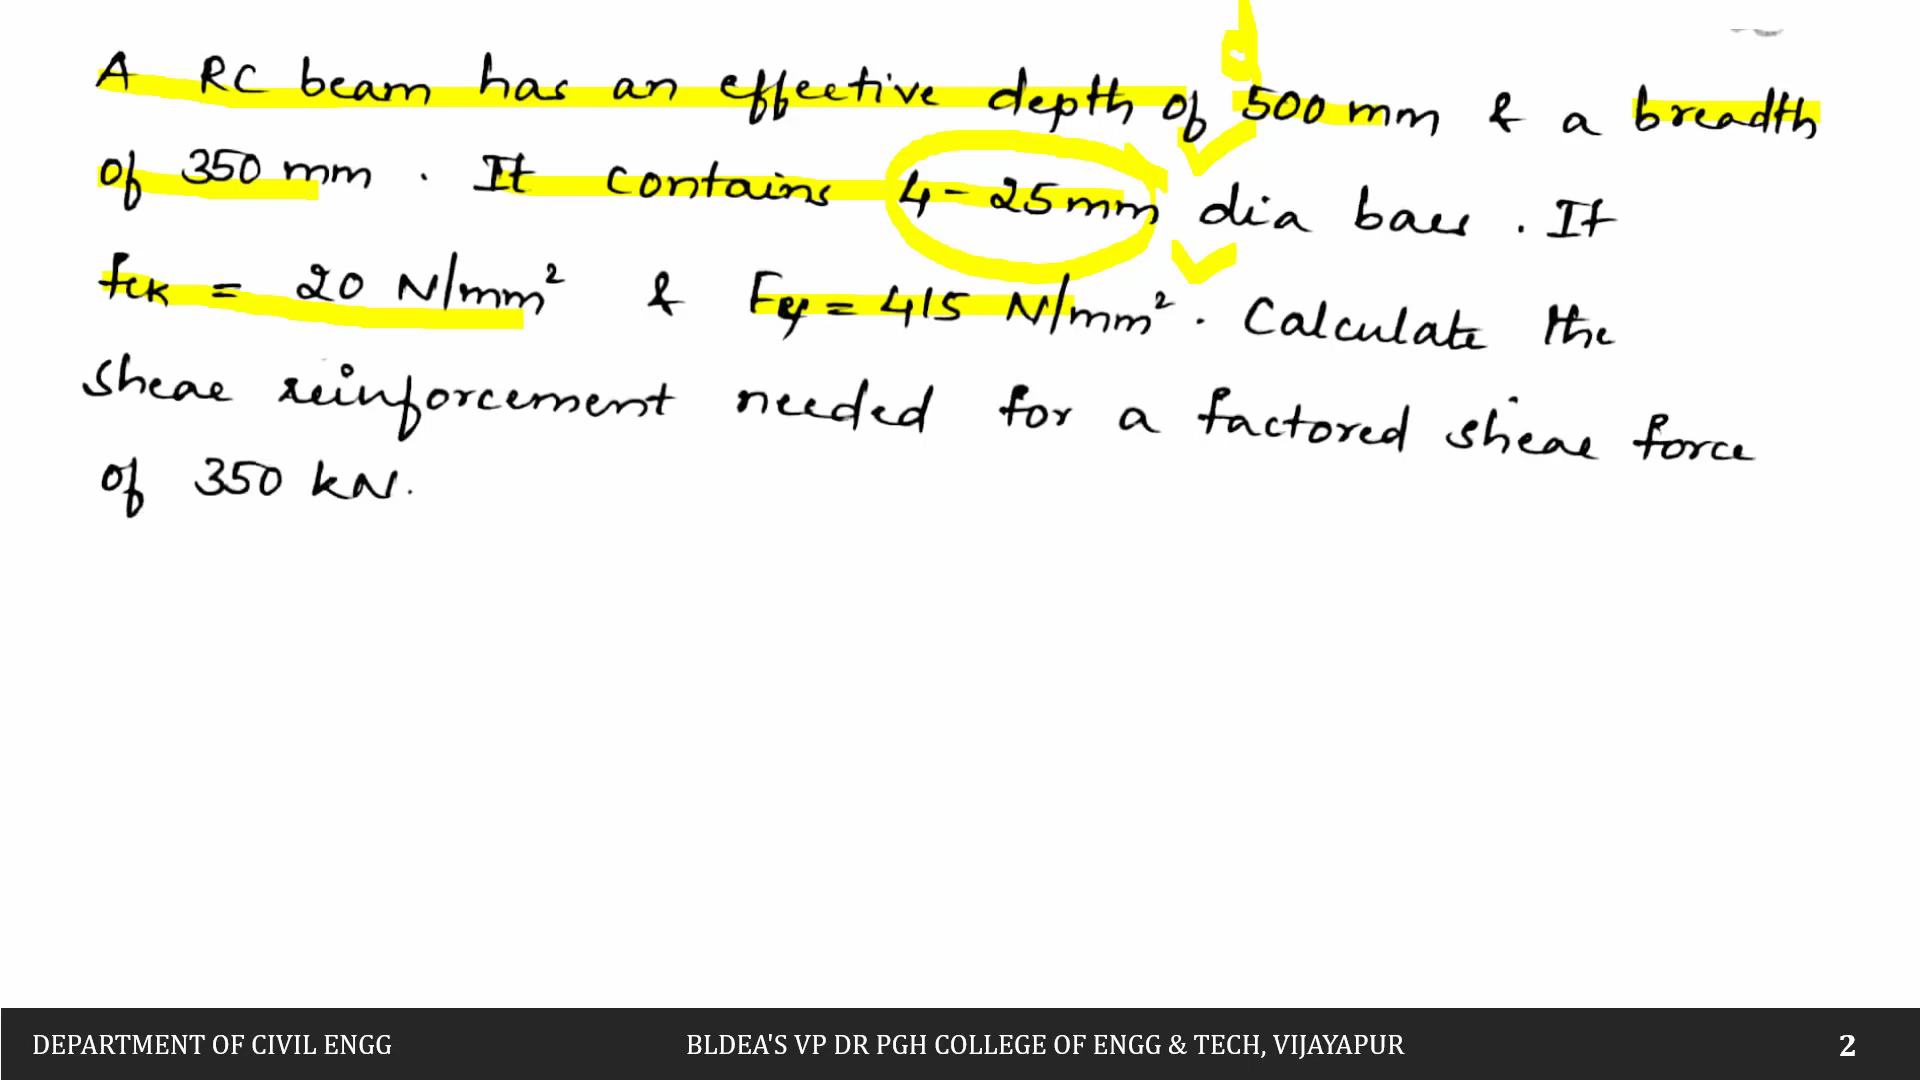 d
A RC beam has an effective depth of 500 mm & a breadth
of 350 mm. It contains 4-25mm dia bars. If
fck = 20 N/mm² & Fy = 415 N/mm². Calculate the
shear reinforcement needed for a factored shear force
of 350 kN.
DEPARTMENT OF CIVIL ENGG BLDEA'S VP DR PGH COLLEGE OF ENGG & TECH, VIJAYAPUR 2